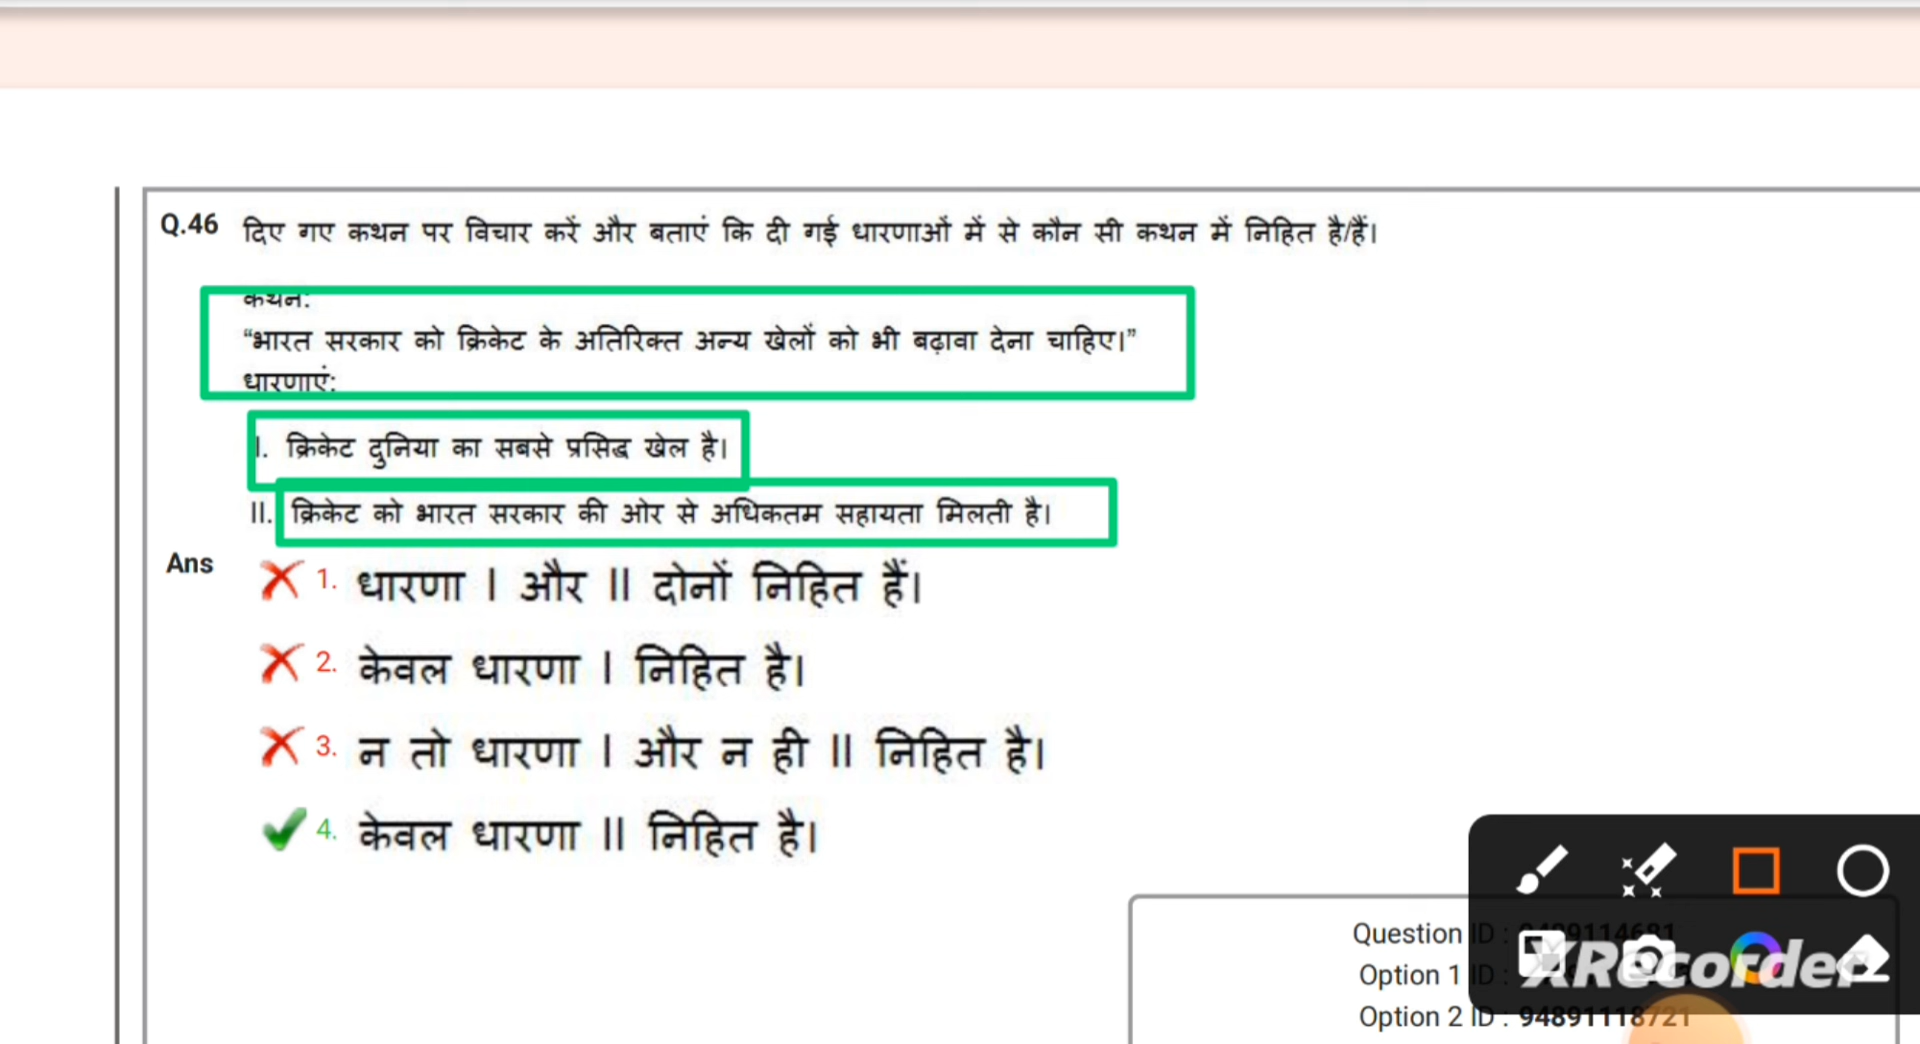 Q.46 दिए गए कथन पर विचार करें और बताएं कि दी गई धारणाओं में से कौन सी कथन में निहित है/हैं।
कथन:
“भारत सरकार को क्रिकेट के अतिरिक्त अन्य खेलों को भी बढ़ावा देना चाहिए।”
धारणाएं:
I. क्रिकेट दुनिया का सबसे प्रसिद्ध खेल है।
II. क्रिकेट को भारत सरकार की ओर से अधिकतम सहायता मिलती है।
Ans
1. धारणा I और II दोनों निहित हैं।
2. केवल धारणा I निहित है।
3. न तो धारणा I और न ही II निहित है।
4. केवल धारणा II निहित है।
Question ID :
Option 1 ID :
Option 2 ID : 94891118721
XRecorder